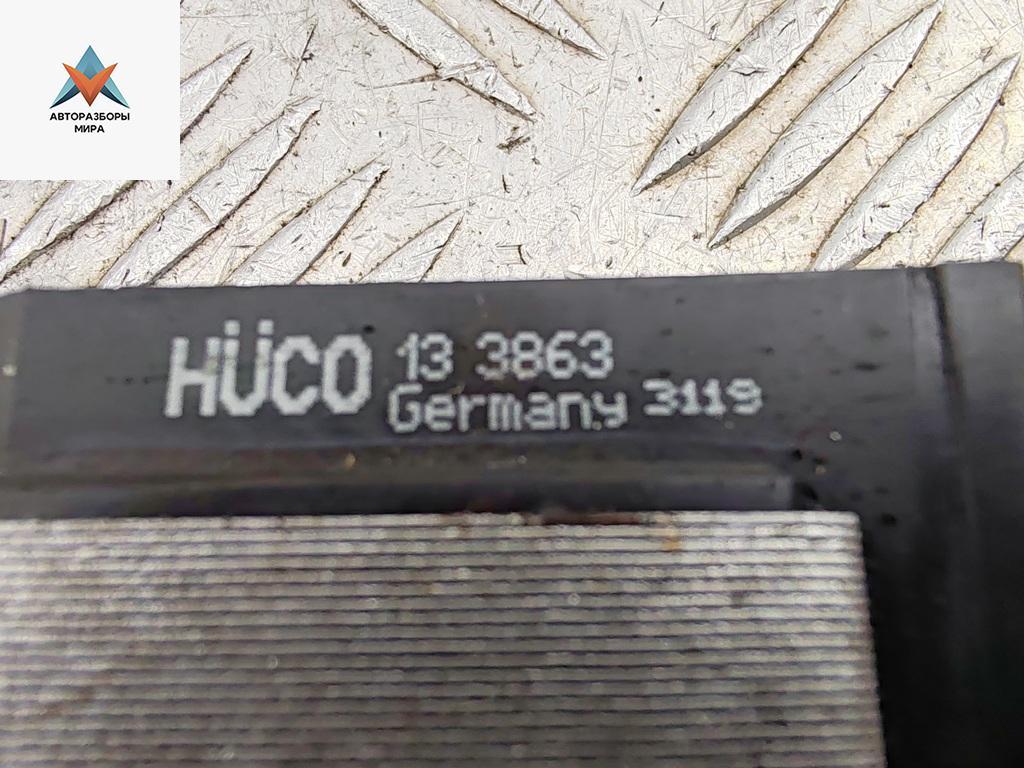 АВТОРАЗБОРЫ
МИРА
HÜCO 13 3863
Germany 3119